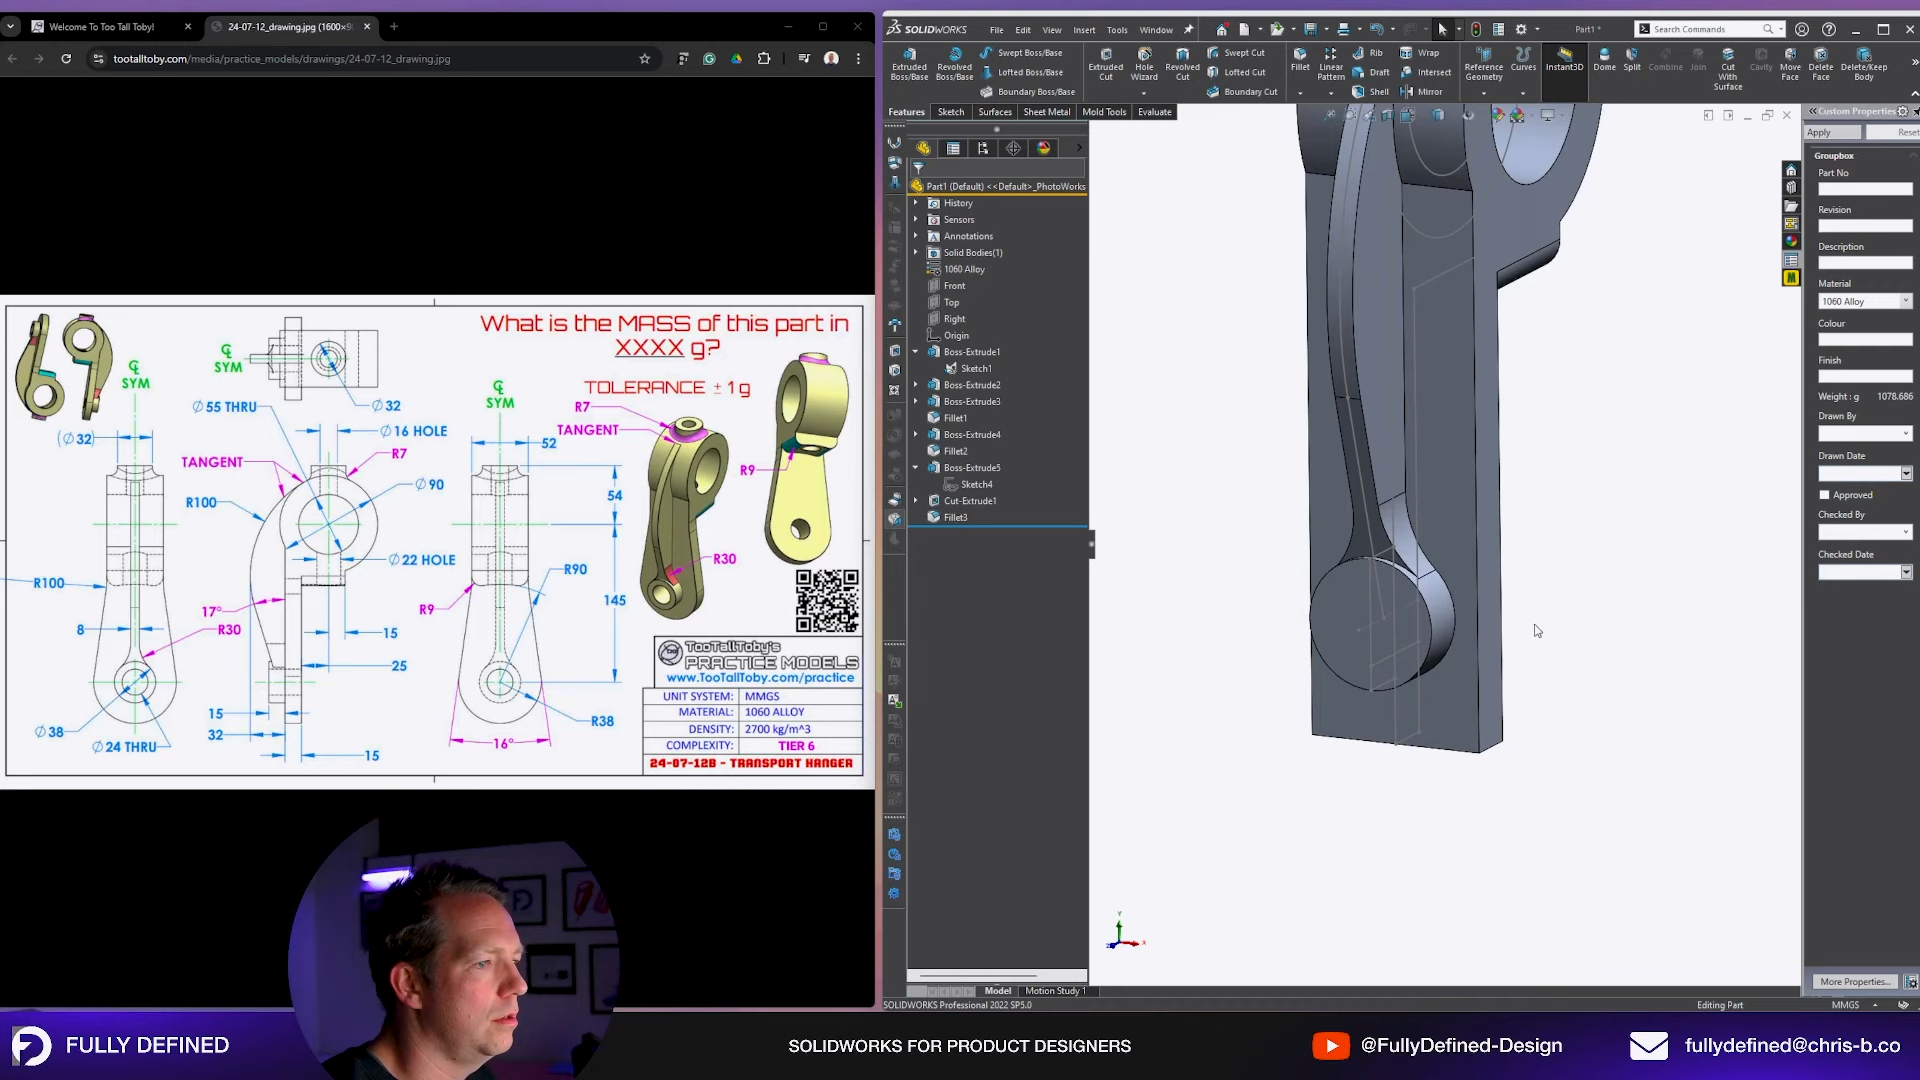 Welcome To Too Tall Toby!
24-07-12_drawing.jpg (1600×9
tootalltoby.com/media/practice_models/drawings/24-07-12_drawing.jpg
What is the MASS of this part in
XXXX g?
TOLERANCE ± 1 g
℄
SYM
℄
SYM
℄
SYM
Ø 55 THRU
Ø 32
(Ø 32)
Ø 16 HOLE
R7
TANGENT
R7
TANGENT
52
R9
Ø 90
R100
54
Ø 22 HOLE
R100
R90
R30
17°
R9
145
8
R30
15
25
15
32
Ø 38
Ø 24 THRU
15
16°
R38
TooTallToby's
PRACTICE MODELS
www.TooTallToby.com/practice
UNIT SYSTEM: MMGS
MATERIAL: 1060 ALLOY
DENSITY: 2700 kg/m^3
COMPLEXITY: TIER 6
24-07-12B - TRANSPORT HANGER
SOLIDWORKS
File
Edit
View
Insert
Tools
Window
Part1 *
Search Commands
Extruded Boss/Base
Revolved Boss/Base
Swept Boss/Base
Lofted Boss/Base
Boundary Boss/Base
Extruded Cut
Hole Wizard
Revolved Cut
Swept Cut
Lofted Cut
Boundary Cut
Fillet
Linear Pattern
Rib
Draft
Shell
Wrap
Intersect
Mirror
Reference Geometry
Curves
Instant3D
Dome
Split
Combine
Join
Cut With Surface
Cavity
Move Face
Delete Face
Delete/Keep Body
Features
Sketch
Surfaces
Sheet Metal
Mold Tools
Evaluate
Part1 (Default) <<Default>_PhotoWorks
History
Sensors
Annotations
Solid Bodies(1)
1060 Alloy
Front
Top
Right
Origin
Boss-Extrude1
Sketch1
Boss-Extrude2
Boss-Extrude3
Fillet1
Boss-Extrude4
Fillet2
Boss-Extrude5
Sketch4
Cut-Extrude1
Fillet3
Y
X
Z
Custom Properties
Apply
Reset
Groupbox
Part No
Revision
Description
Material
1060 Alloy
Colour
Finish
Weight : g 1078.686
Drawn By
Drawn Date
Approved
Checked By
Checked Date
More Properties...
Model
Motion Study 1
SOLIDWORKS Professional 2022 SP5.0
Editing Part
MMGS
FULLY DEFINED
SOLIDWORKS FOR PRODUCT DESIGNERS
@FullyDefined-Design
fullydefined@chris-b.co